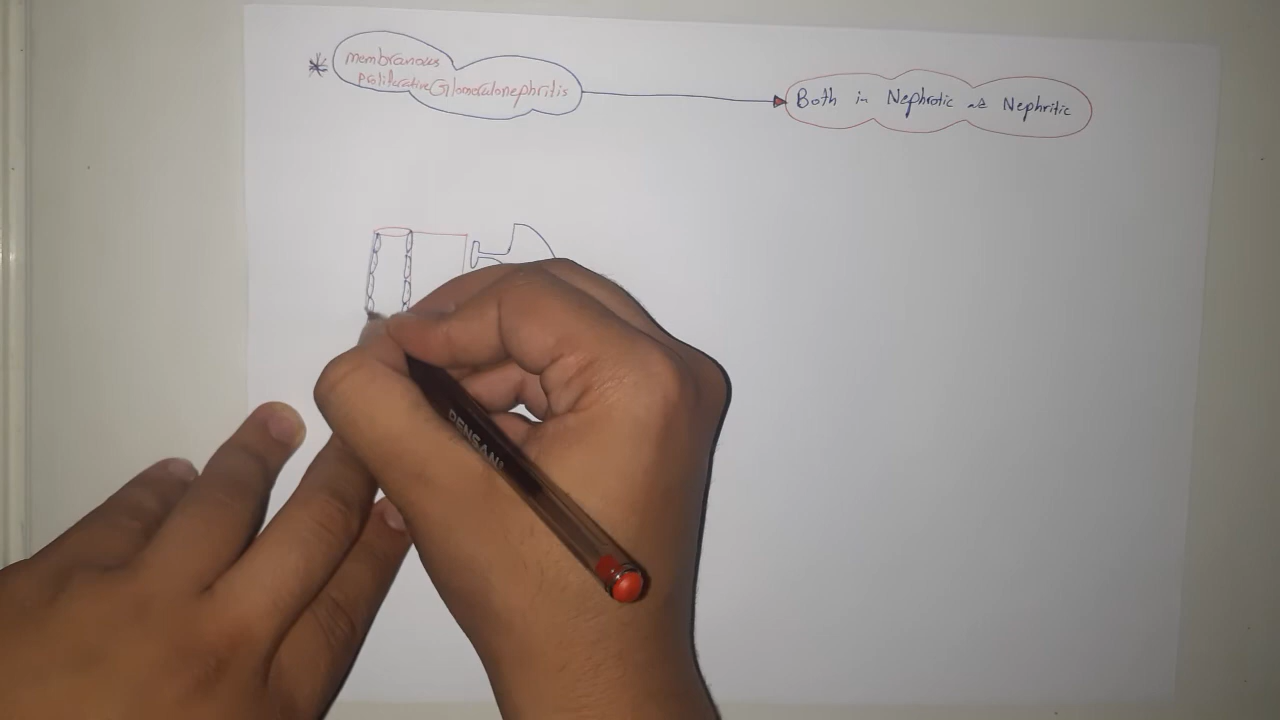 * membranous
Proliferative Glomerulonephritis
Both in Nephrotic and Nephritic
PENSAN